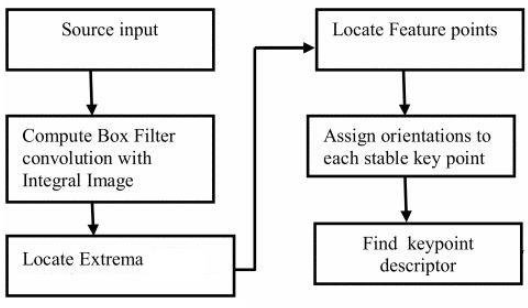 Source input
Compute Box Filter
convolution with
Integral Image
Locate Extrema
Locate Feature points
Assign orientations to
each stable key point
Find keypoint
descriptor